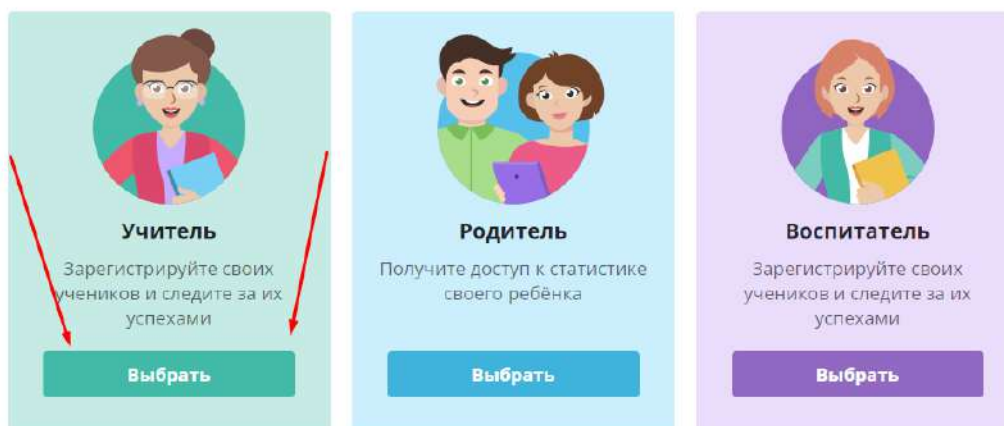 Учитель
Зарегистрируйте своих
учеников и следите за их
успехами
Выбрать
Родитель
Получите доступ к статистике
своего ребёнка
Выбрать
Воспитатель
Зарегистрируйте своих
учеников и следите за их
успехами
Выбрать